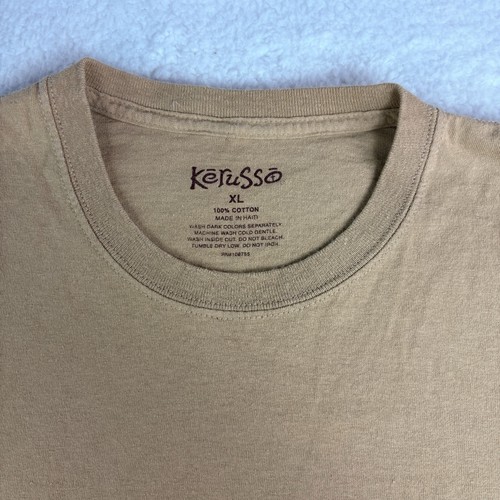 Kerusso
XL
100% COTTON
MADE IN HAITI
WASH DARK COLORS SEPARATELY.
MACHINE WASH COLD GENTLE.
WASH INSIDE OUT. DO NOT BLEACH.
TUMBLE DRY LOW. DO NOT IRON.